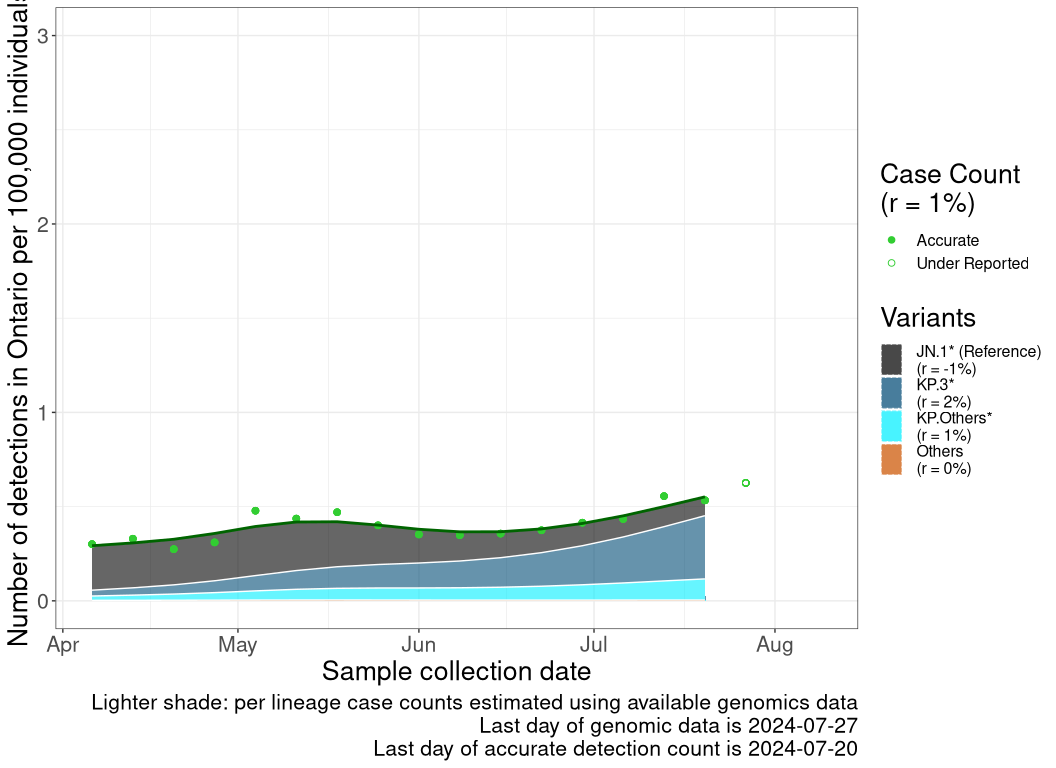 Number of detections in Ontario per 100,000 individuals
3
2
1
0
Apr
May
Jun
Jul
Aug
Sample collection date
Lighter shade: per lineage case counts estimated using available genomics data
Last day of genomic data is 2024-07-27
Last day of accurate detection count is 2024-07-20
Case Count
(r = 1%)
Accurate
Under Reported
Variants
JN.1* (Reference)
(r = -1%)
KP.3*
(r = 2%)
KP.Others*
(r = 1%)
Others
(r = 0%)